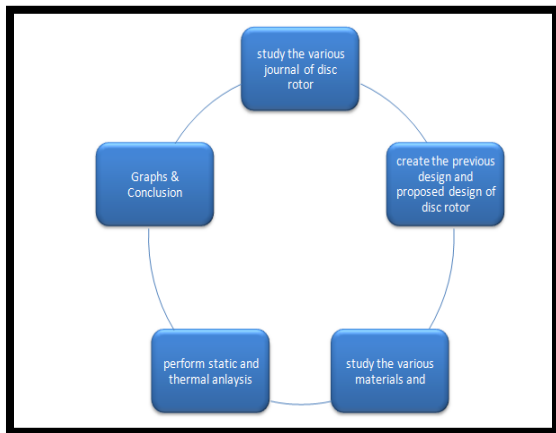 study the various
journal of disc
rotor
create the previous
design and
proposed design of
disc rotor
study the various
materials and
perform static and
thermal anlaysis
Graphs &
Conclusion